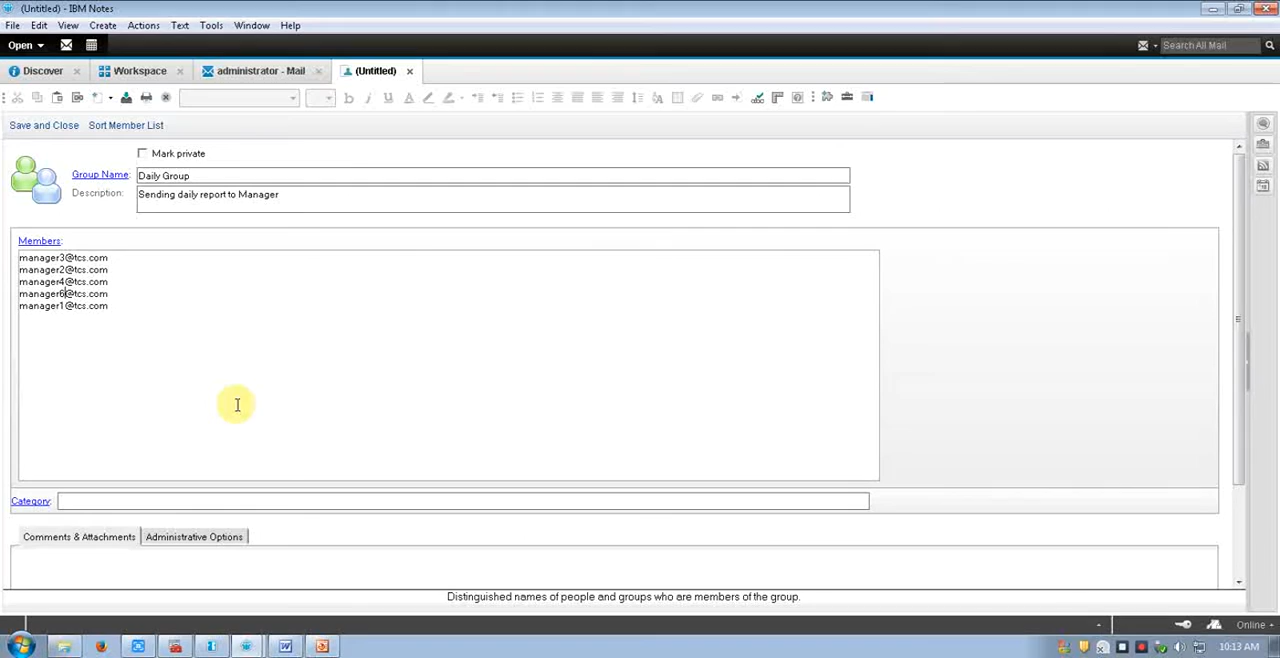 (Untitled) - IBM Notes
File Edit View Create Actions Text Tools Window Help
Open Search All Mail
Discover Workspace administrator - Mail (Untitled)
Save and Close Sort Member List
Mark private
Group Name: Daily Group
Description: Sending daily report to Manager
Members:
manager3@tcs.com
manager2@tcs.com
manager4@tcs.com
manager6@tcs.com
manager1@tcs.com
Category:
Comments & Attachments Administrative Options
Distinguished names of people and groups who are members of the group.
Online
10:13 AM